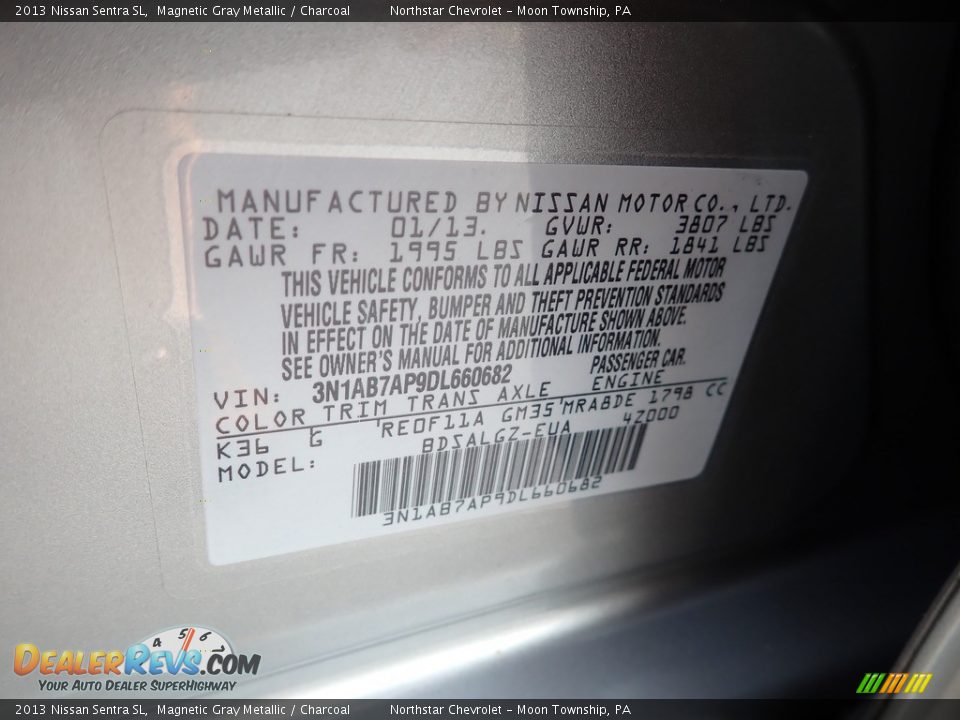 2013 Nissan Sentra SL, Magnetic Gray Metallic / Charcoal Northstar Chevrolet - Moon Township, PA
MANUFACTURED BY NISSAN MOTOR CO., LTD.
DATE: 01/13. GVWR: 3807 LBS
GAWR FR: 1995 LBS GAWR RR: 1841 LBS
THIS VEHICLE CONFORMS TO ALL APPLICABLE FEDERAL MOTOR
VEHICLE SAFETY, BUMPER AND THEFT PREVENTION STANDARDS
IN EFFECT ON THE DATE OF MANUFACTURE SHOWN ABOVE.
SEE OWNER'S MANUAL FOR ADDITIONAL INFORMATION.
VIN: 3N1AB7AP9DL660682 PASSENGER CAR.
COLOR TRIM TRANS AXLE ENGINE
K36 G RE0F11A GM35 MRA8DE 1798 CC
MODEL: BDSALGZ-EUA 4Z000
3N1AB7AP9DL660682
4 5 6
DEALERREVS.COM
YOUR AUTO DEALER SUPERHIGHWAY
2013 Nissan Sentra SL, Magnetic Gray Metallic / Charcoal Northstar Chevrolet - Moon Township, PA